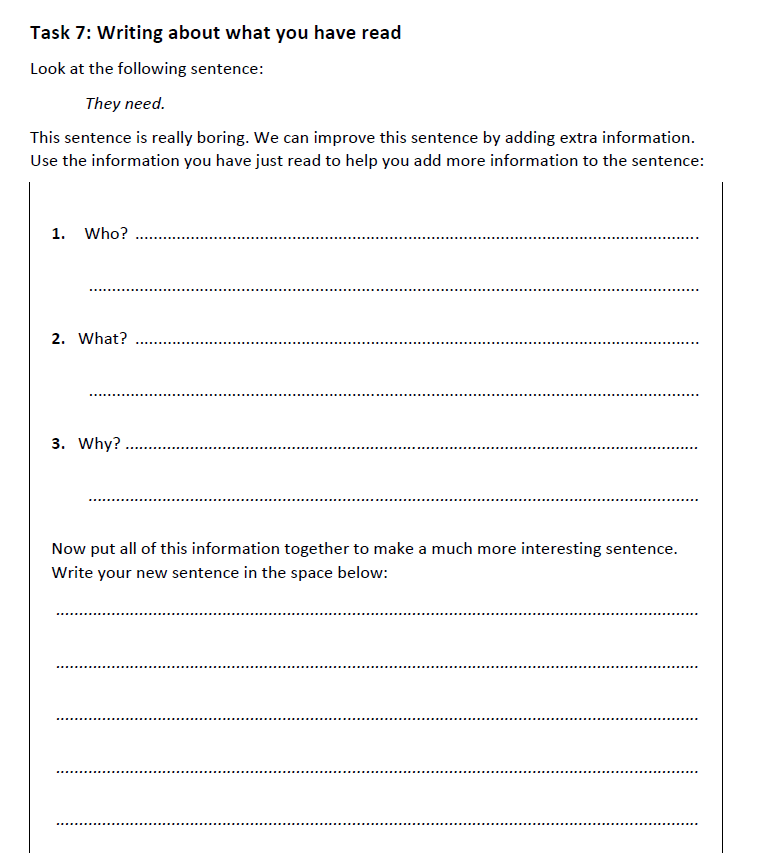 Task 7: Writing about what you have read
Look at the following sentence:
They need.
This sentence is really boring. We can improve this sentence by adding extra information.
Use the information you have just read to help you add more information to the sentence:
1. Who? ........................................................................................................................
..................................................................................................................................
2. What? ........................................................................................................................
..................................................................................................................................
3. Why? ..........................................................................................................................
..................................................................................................................................
Now put all of this information together to make a much more interesting sentence.
Write your new sentence in the space below:
..........................................................................................................................................
..........................................................................................................................................
..........................................................................................................................................
..........................................................................................................................................
..........................................................................................................................................